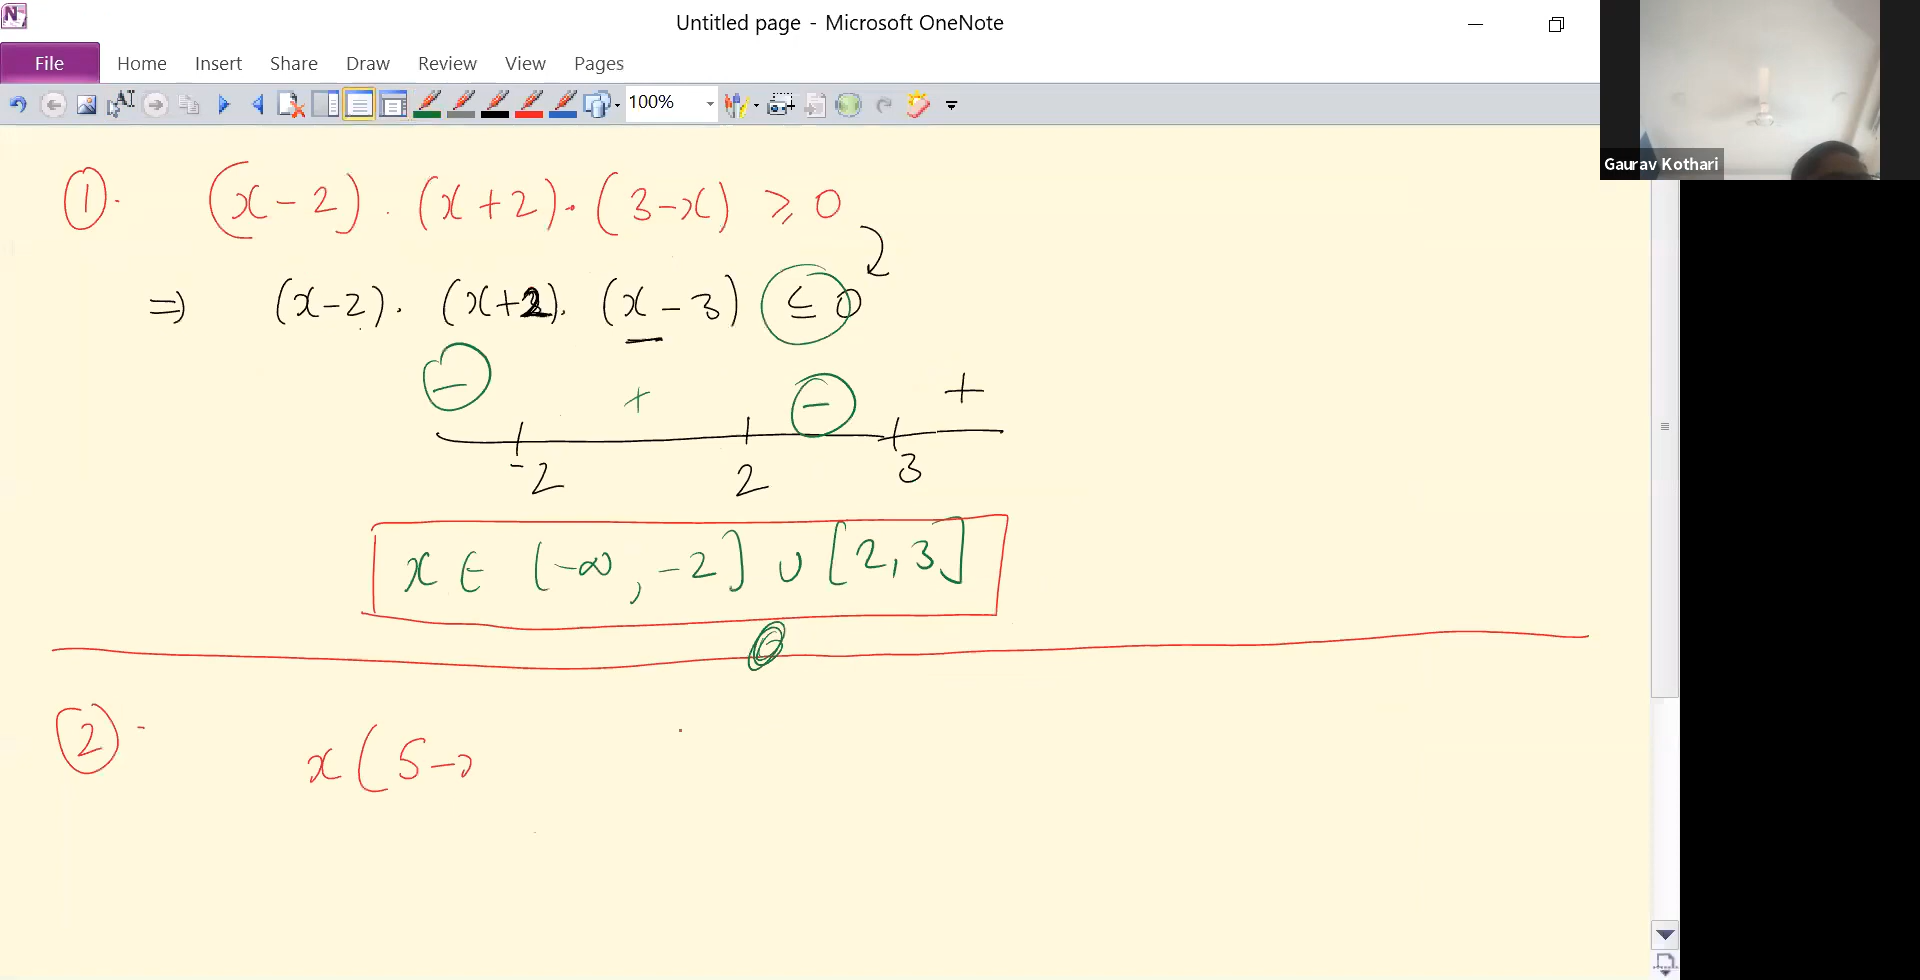 Untitled page - Microsoft OneNote
File Home Insert Share Draw Review View Pages
100%
Gaurav Kothari
①. (x-2) . (x+2) . (3-x) ≥ 0
⇒ (x-2) . (x+2) . (x-3) ≤ 0
- + - +
-2 2 3
x ∈ (-∞, -2] ∪ [2, 3]
②. x(5-x